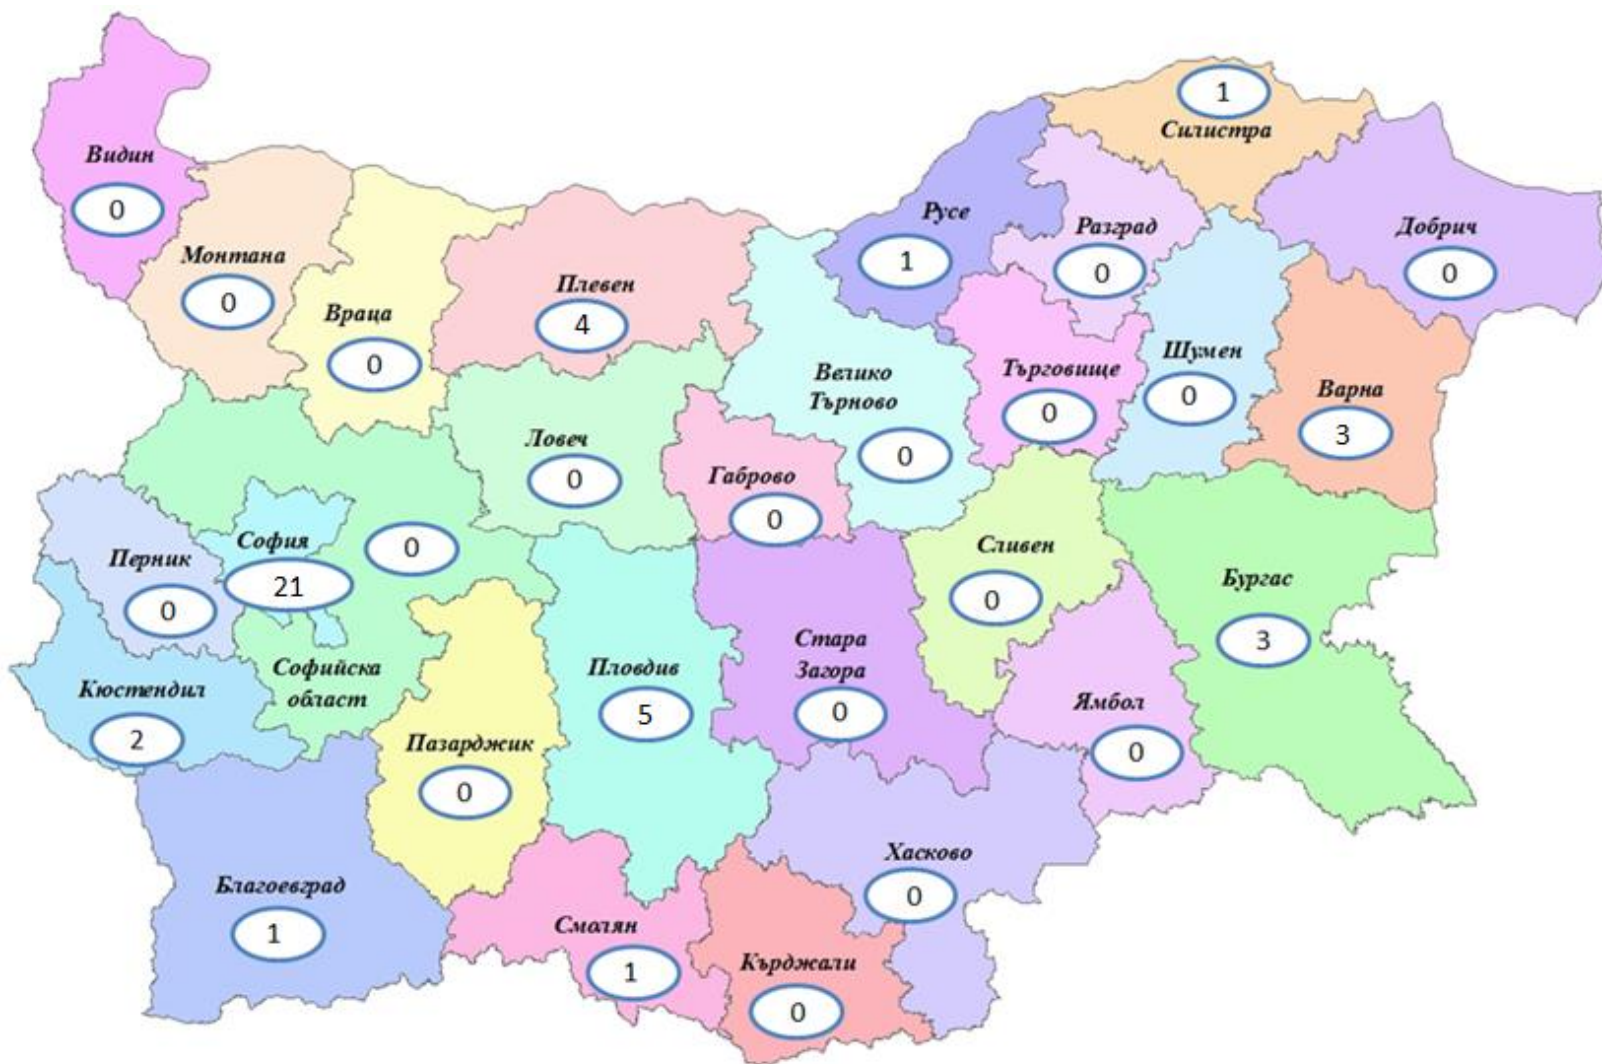 1
Силистра
Видин
0
Русе
1
Разград
0
Добрич
0
Монтана
0
Плевен
4
Враца
0
Велико
Търново
0
Търговище
0
Шумен
0
Варна
3
Ловеч
0
Габрово
0
София
21
0
Перник
0
Сливен
0
Бургас
3
Софийска
област
Кюстендил
2
Пловдив
5
Стара
Загора
0
Ямбол
0
Пазарджик
0
Хасково
0
Благоевград
1
Смолян
1
Кърджали
0